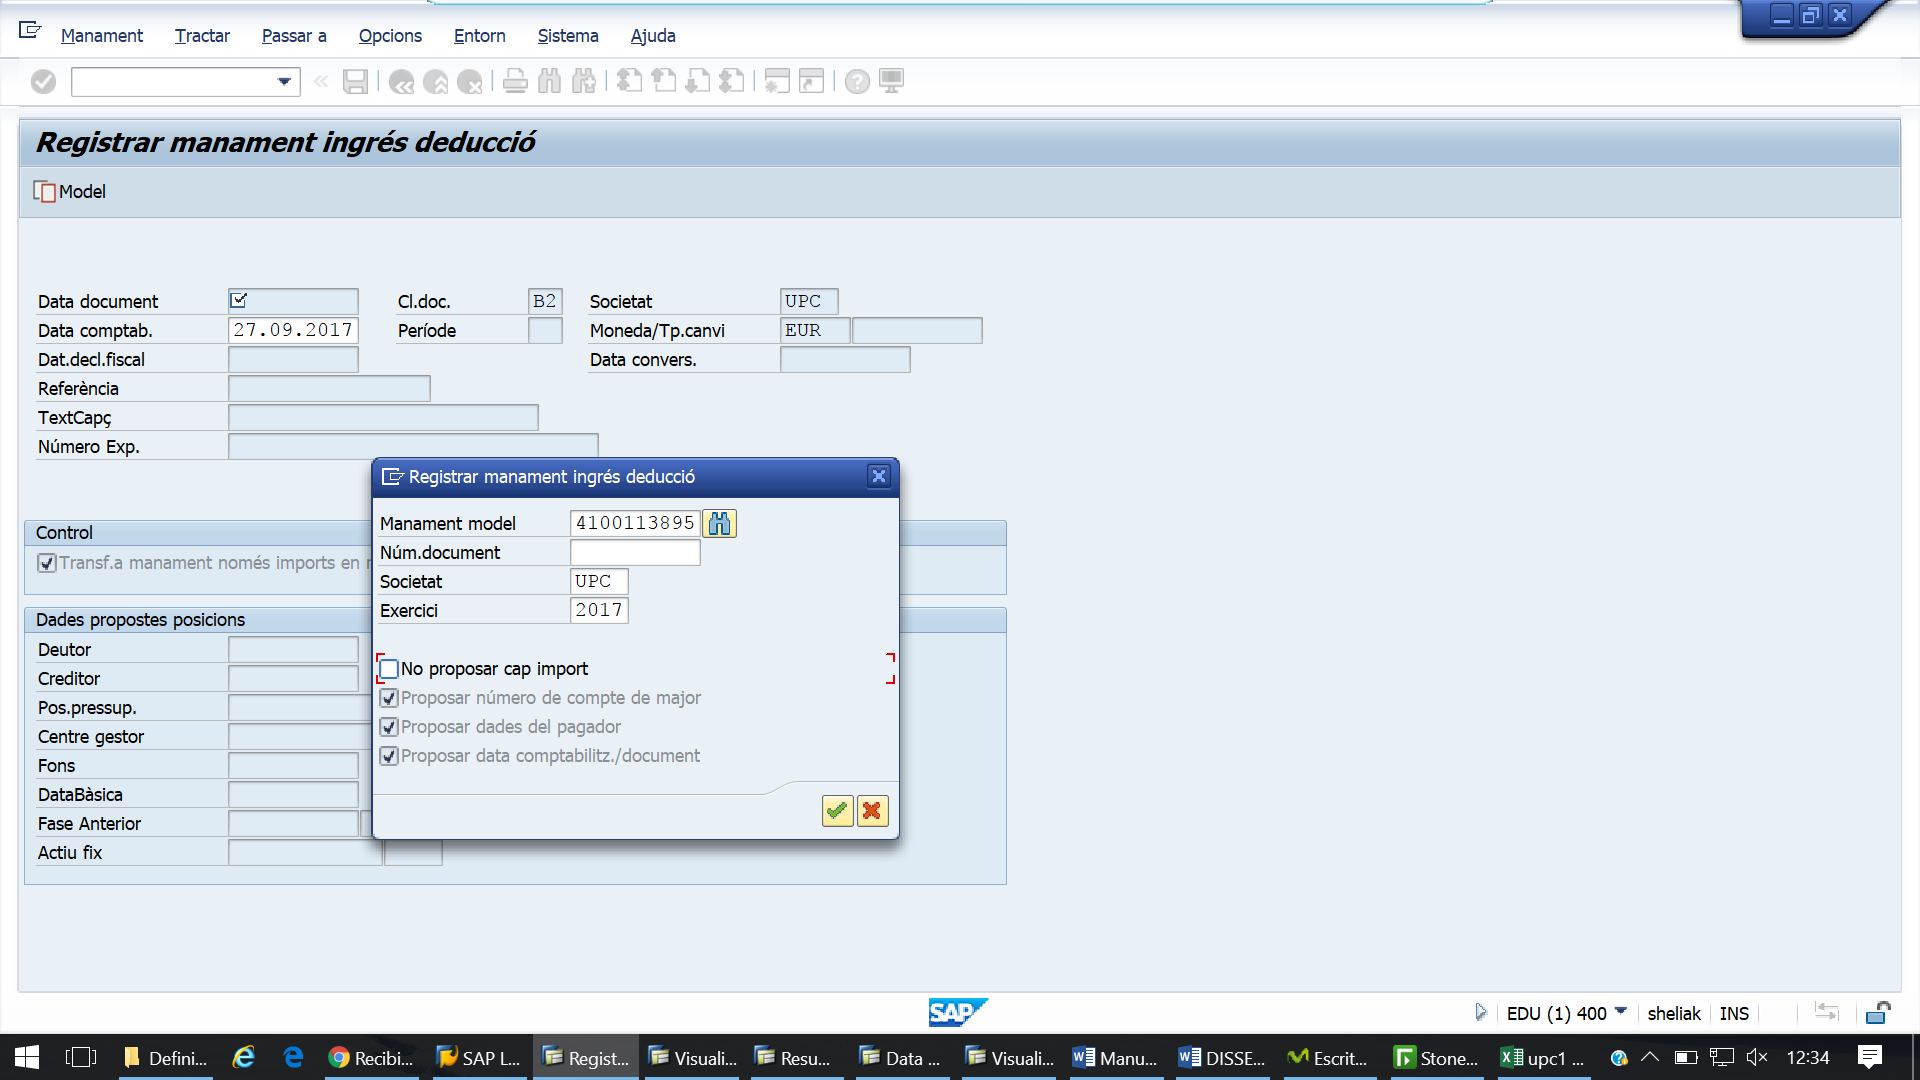 Manament Tractar Passar a Opcions Entorn Sistema Ajuda
Registrar manament ingrés deducció
Model
Data document Cl.doc. B2 Societat UPC
Data comptab. 27.09.2017 Període Moneda/Tp.canvi EUR
Dat.decl.fiscal Data convers.
Referència
TextCapç
Número Exp.
Registrar manament ingrés deducció
Manament model 4100113895
Núm.document
Societat UPC
Exercici 2017
No proposar cap import
Proposar número de compte de major
Proposar dades del pagador
Proposar data comptabilitz./document
Control
Transf.a manament només imports en
Dades propostes posicions
Deutor
Creditor
Pos.pressup.
Centre gestor
Fons
DataBàsica
Fase Anterior
Actiu fix
SAP
EDU (1) 400 sheliak INS
Defini... Recibi... SAP L... Regist... Visuali... Resu... Data ... Visuali... Manu... DISSE... Escrit... Stone... upc1 ... 12:34